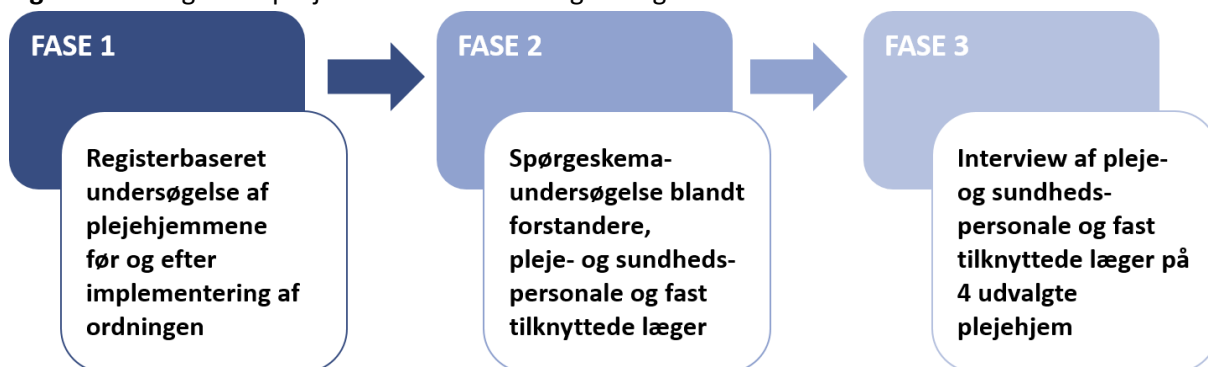 FASE 1
Registerbaseret
undersøgelse af
plejehjemmene
før og efter
implementering af
ordningen
FASE 2
Spørgeskema-
undersøgelse blandt
forstandere,
pleje- og sundheds-
personale og fast
tilknyttede læger
FASE 3
Interview af pleje-
og sundheds-
personale og fast
tilknyttede læger på
4 udvalgte
plejehjem